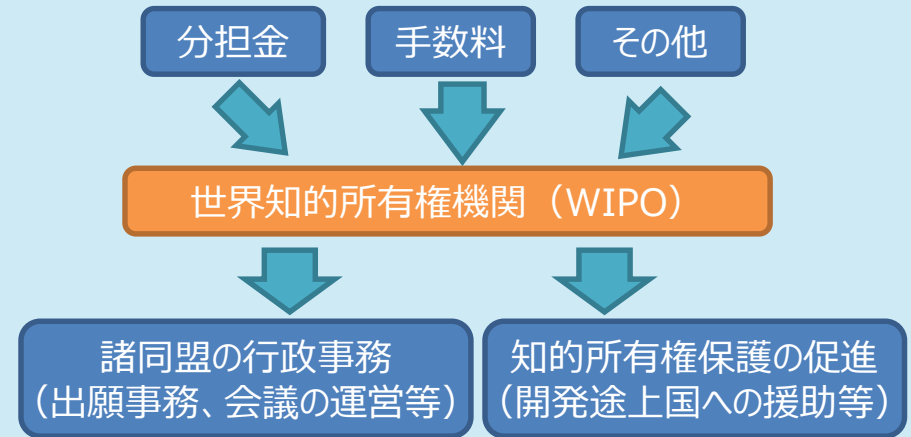 分担金
手数料
その他
世界知的所有権機関（WIPO）
諸同盟の行政事務
（出願事務、会議の運営等）
知的所有権保護の促進
（開発途上国への援助等）